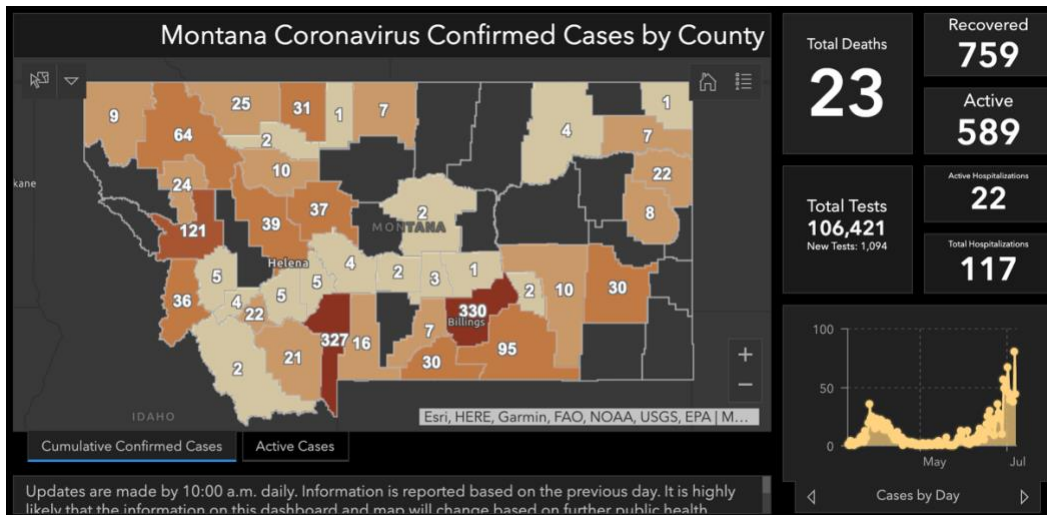 Montana Coronavirus Confirmed Cases by County
9
25
31
1
7
64
2
10
24
121
39
37
2
MONTANA
4
1
7
22
8
kane
Helena
5
4
2
3
1
36
4
5
5
22
2
10
30
330
Billings
327
16
7
95
21
30
2
IDAHO
Esri, HERE, Garmin, FAO, NOAA, USGS, EPA | M...
Cumulative Confirmed Cases
Active Cases
Updates are made by 10:00 a.m. daily. Information is reported based on the previous day. It is highly
likely that the information on this dashboard and map will change based on further public health
Total Deaths
23
Recovered
759
Active
589
Total Tests
106,421
New Tests: 1,094
Active Hospitalizations
22
Total Hospitalizations
117
100
50
0
May
Jul
Cases by Day